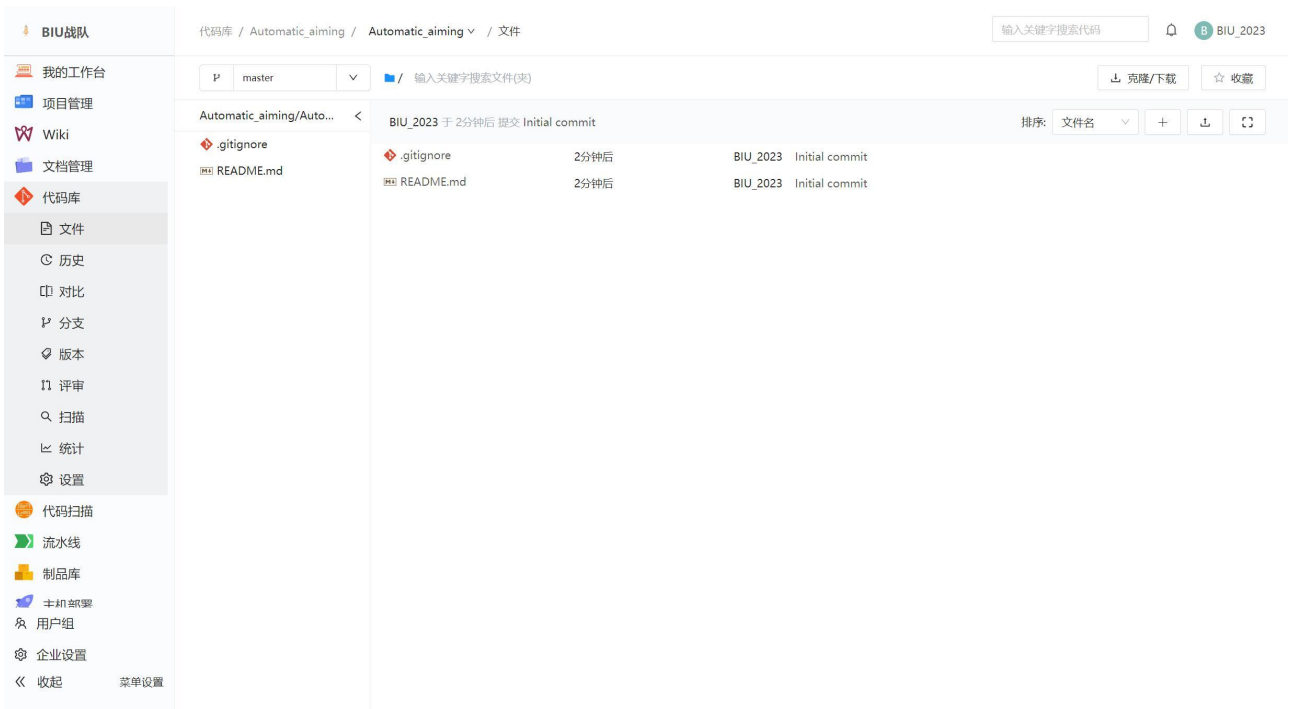 BIU战队
代码库 / Automatic_aiming / Automatic_aiming / 文件
输入关键字搜索代码
B BIU_2023
我的工作台
项目管理
Wiki
文档管理
代码库
文件
历史
对比
分支
版本
评审
扫描
统计
设置
代码扫描
流水线
制品库
主机部署
用户组
企业设置
收起 菜单设置
master
/ 输入关键字搜索文件(夹)
克隆/下载
收藏
Automatic_aiming/Auto...
.gitignore
README.md
BIU_2023 于 2分钟后 提交 Initial commit
排序: 文件名
.gitignore 2分钟后 BIU_2023 Initial commit
README.md 2分钟后 BIU_2023 Initial commit